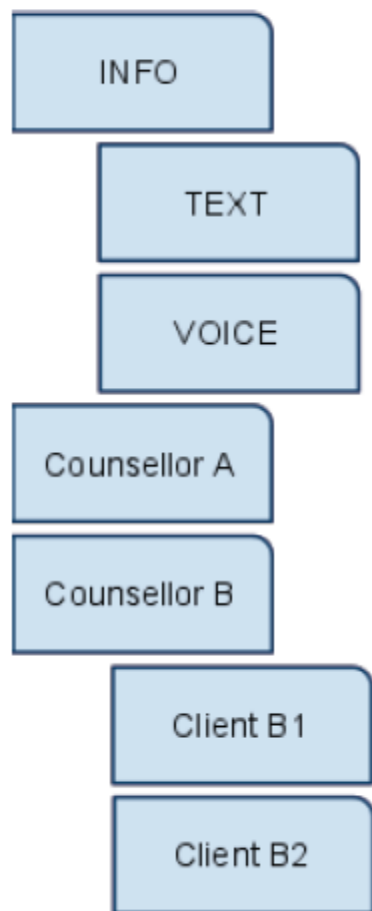 INFO
TEXT
VOICE
Counsellor A
Counsellor B
Client B1
Client B2